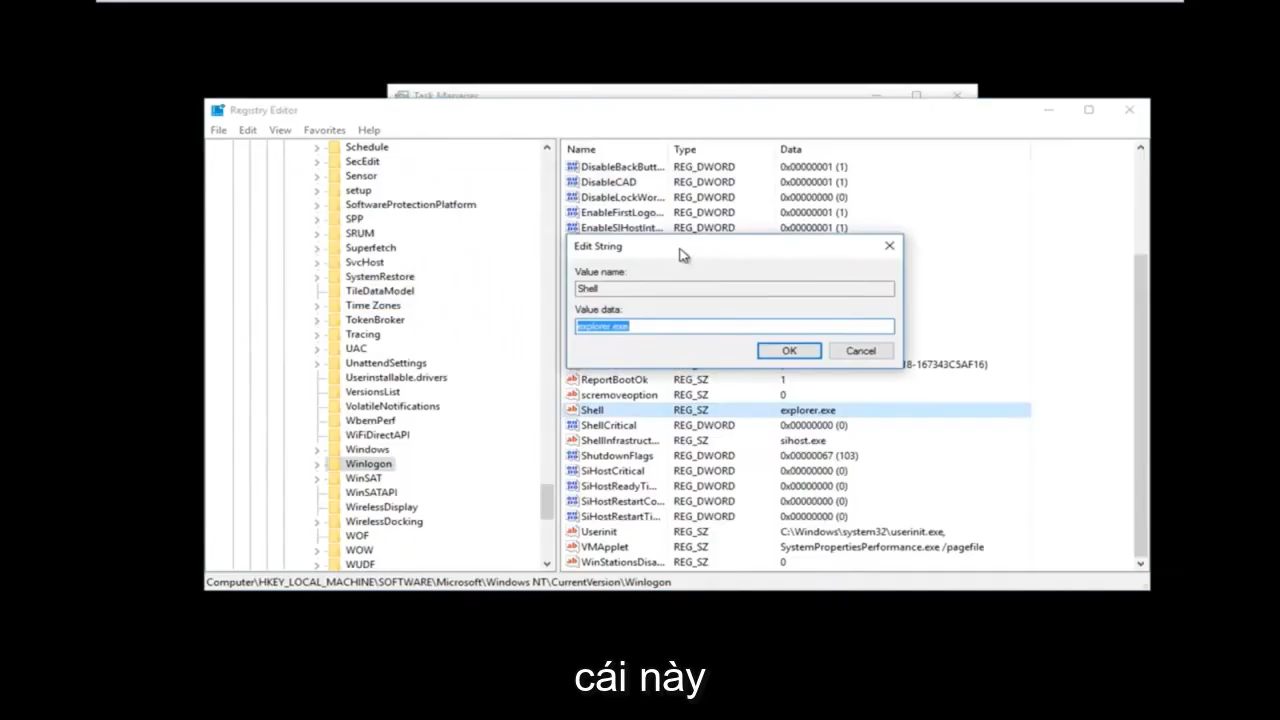 Task Manager
Registry Editor
File Edit View Favorites Help
Schedule
SecEdit
Sensor
setup
SoftwareProtectionPlatform
SPP
SRUM
Superfetch
SvcHost
SystemRestore
TileDataModel
Time Zones
TokenBroker
Tracing
UAC
UnattendSettings
Userinstallable.drivers
VersionsList
VolatileNotifications
WbemPerf
WiFiDirectAPI
Windows
Winlogon
WinSAT
WinSATAPI
WirelessDisplay
WirelessDocking
WOF
WOW
WUDF
Name Type Data
DisableBackButt... REG_DWORD 0x00000001 (1)
DisableCAD REG_DWORD 0x00000001 (1)
DisableLockWor... REG_DWORD 0x00000000 (0)
EnableFirstLogo... REG_DWORD 0x00000001 (1)
EnableSIHostInt... REG_DWORD 0x00000001 (1)
Edit String
Value name:
Shell
Value data:
explorer.exe
OK Cancel
18-167343C5AF16)
ReportBootOk REG_SZ 1
scremoveoption REG_SZ 0
Shell REG_SZ explorer.exe
ShellCritical REG_DWORD 0x00000000 (0)
ShellInfrastruct... REG_SZ sihost.exe
ShutdownFlags REG_DWORD 0x00000067 (103)
SiHostCritical REG_DWORD 0x00000000 (0)
SiHostReadyTi... REG_DWORD 0x00000000 (0)
SiHostRestartCo... REG_DWORD 0x00000000 (0)
SiHostRestartTi... REG_DWORD 0x00000000 (0)
Userinit REG_SZ C:\Windows\system32\userinit.exe,
VMApplet REG_SZ SystemPropertiesPerformance.exe /pagefile
WinStationsDisa... REG_SZ 0
Computer\HKEY_LOCAL_MACHINE\SOFTWARE\Microsoft\Windows NT\CurrentVersion\Winlogon
cái này